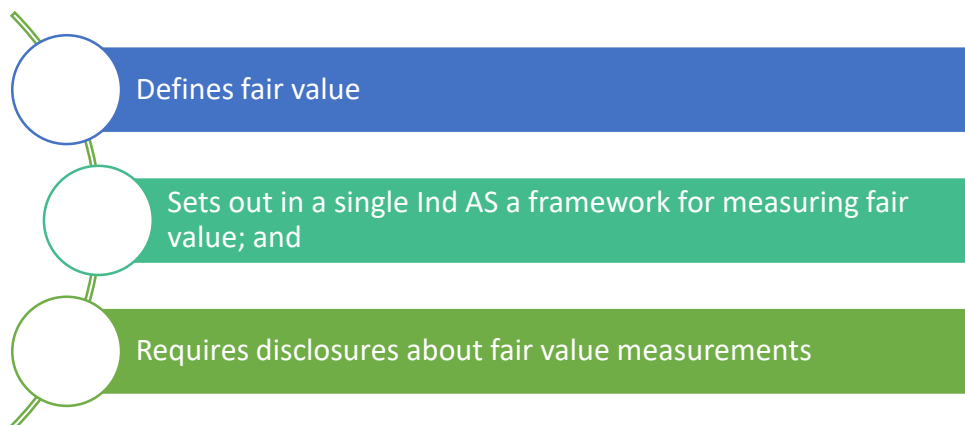 Defines fair value
Sets out in a single Ind AS a framework for measuring fair
value; and
Requires disclosures about fair value measurements